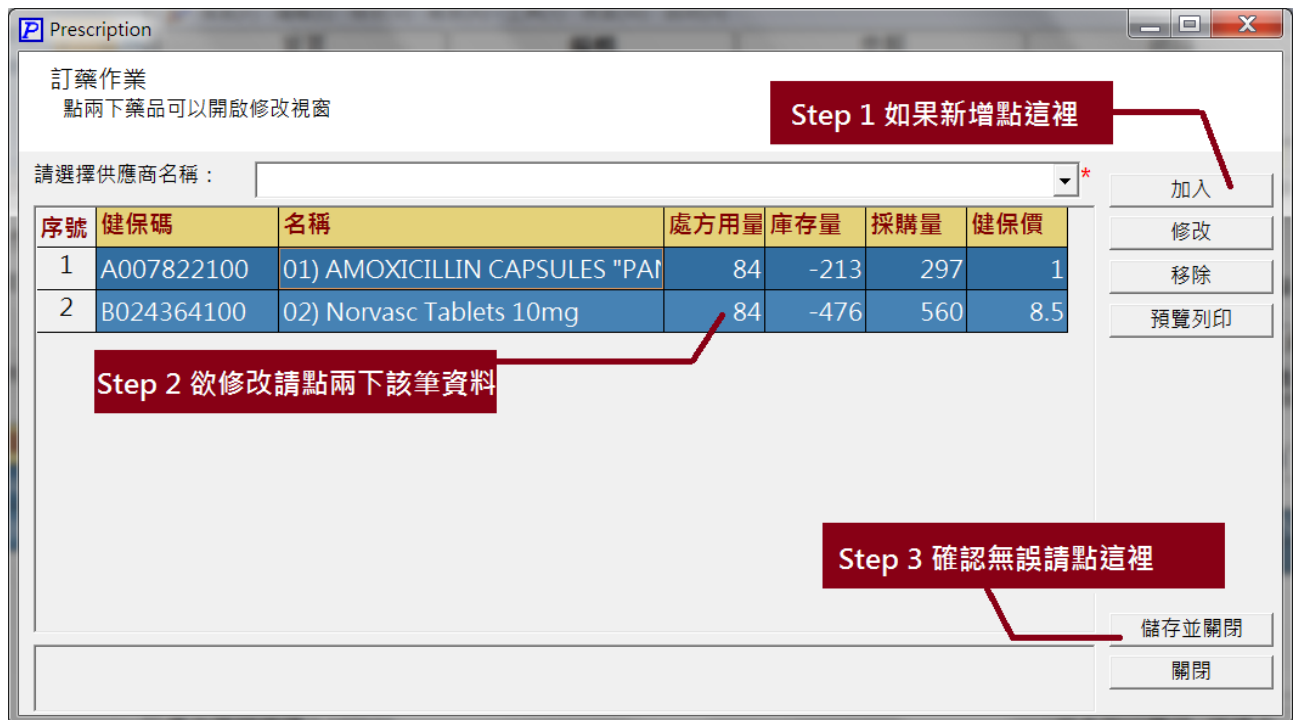 Prescription
訂藥作業
點兩下藥品可以開啟修改視窗
Step 1 如果新增點這裡
請選擇供應商名稱：
*
加入
序號 健保碼 名稱 處方用量 庫存量 採購量 健保價
修改
1 A007822100 01) AMOXICILLIN CAPSULES "PAN 84 -213 297 1
移除
2 B024364100 02) Norvasc Tablets 10mg 84 -476 560 8.5
預覽列印
Step 2 欲修改請點兩下該筆資料
Step 3 確認無誤請點這裡
儲存並關閉
關閉